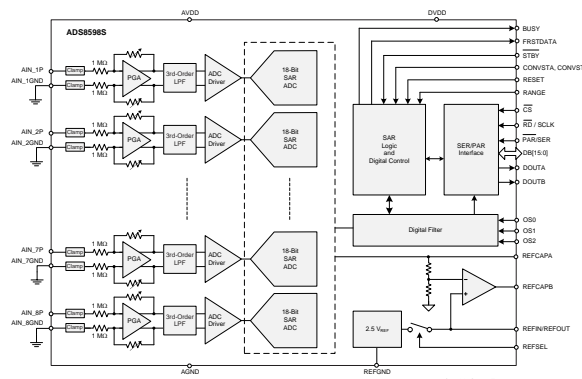 AVDD
DVDD
ADS8598S
BUSY
FRSTDATA
STBY
CONVSTA, CONVST
RESET
RANGE
CS
RD / SCLK
PAR/SER
DB[15:0]
DOUTA
DOUTB
OS0
OS1
OS2
REFCAPA
REFCAPB
REFIN/REFOUT
REFSEL
AIN_1P
AIN_1GND
Clamp
Clamp
1 MΩ
1 MΩ
PGA
3rd-Order
LPF
ADC
Driver
18-Bit
SAR
ADC
AIN_2P
AIN_2GND
Clamp
Clamp
1 MΩ
1 MΩ
PGA
3rd-Order
LPF
ADC
Driver
18-Bit
SAR
ADC
AIN_7P
AIN_7GND
Clamp
Clamp
1 MΩ
1 MΩ
PGA
3rd-Order
LPF
ADC
Driver
18-Bit
SAR
ADC
AIN_8P
AIN_8GND
Clamp
Clamp
1 MΩ
1 MΩ
PGA
3rd-Order
LPF
ADC
Driver
18-Bit
SAR
ADC
SAR
Logic
and
Digital Control
SER/PAR
Interface
Digital Filter
2.5 VREF
AGND
REFGND